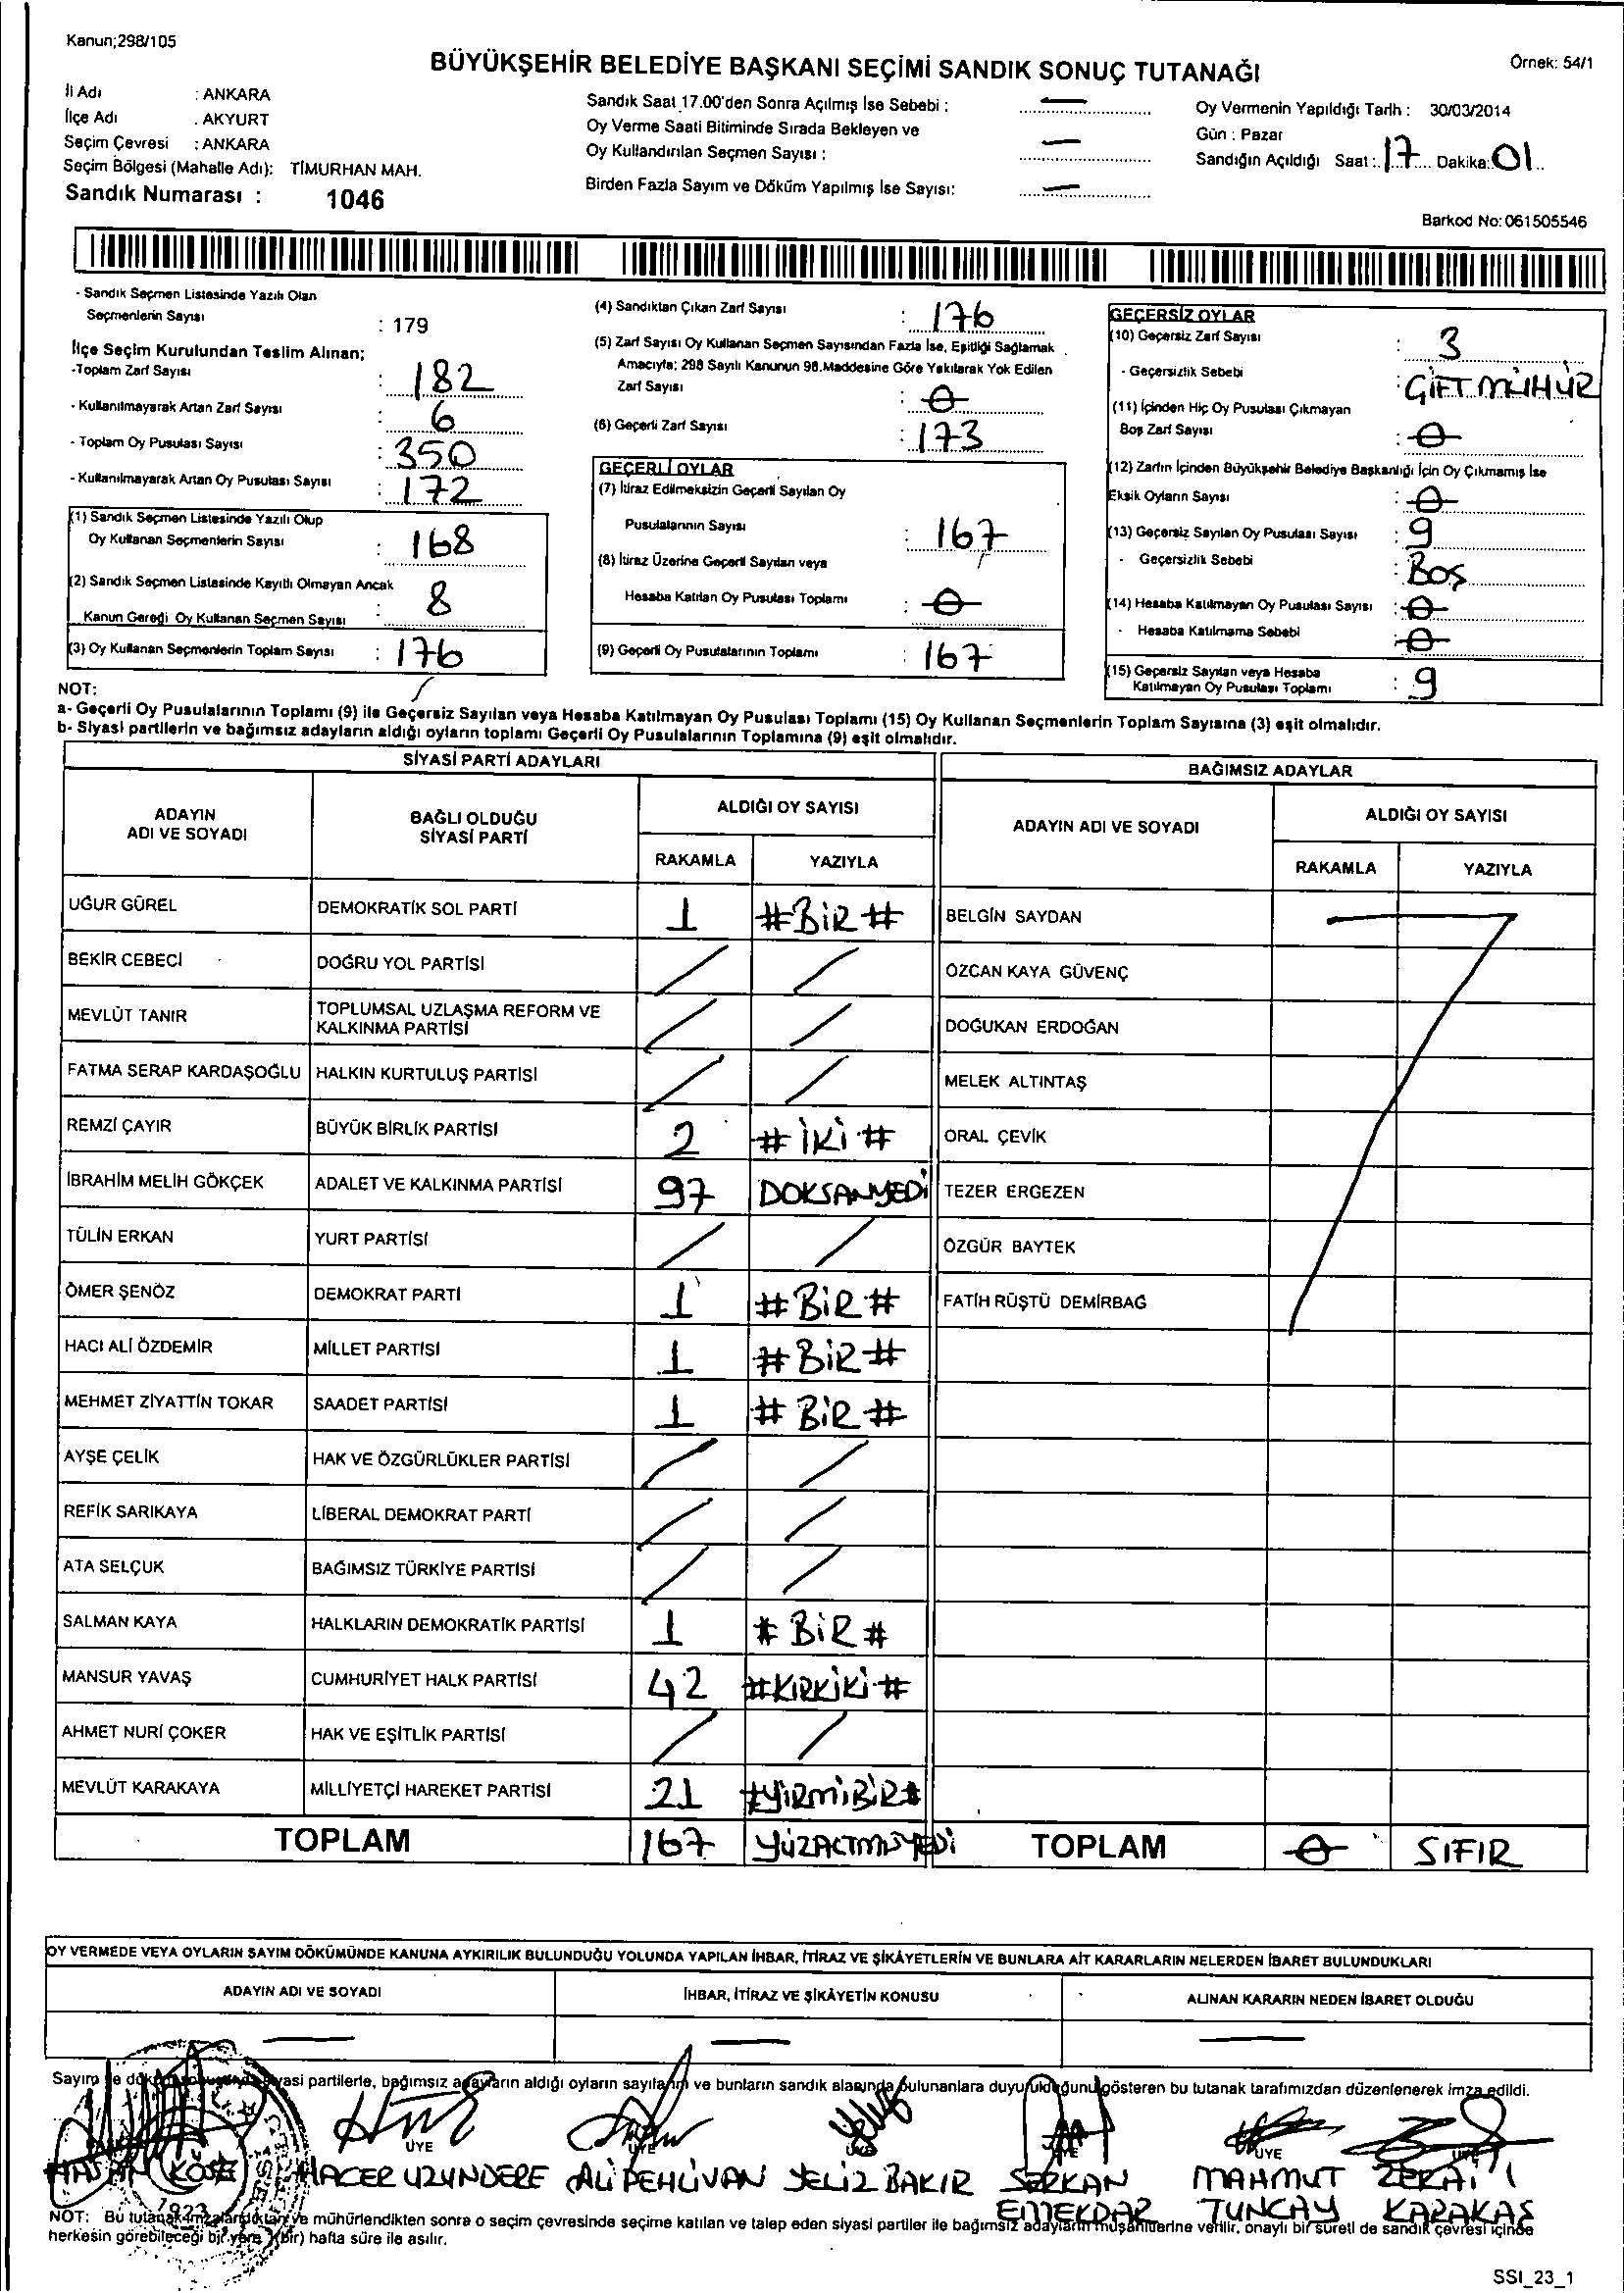 Kanun;298/105
BÜYÜKŞEHİR BELEDİYE BAŞKANI SEÇİMİ SANDIK SONUÇ TUTANAĞI
Örnek: 54/1
İli Adı : ANKARA
İlçe Adı : AKYURT
Seçim Çevresi : ANKARA
Seçim Bölgesi (Mahalle Adı): TİMURHAN MAH.
Sandık Numarası : 1046
Sandık Saat 17.00'den Sonra Açılmış İse Sebebi : —
Oy Verme Saati Bitiminde Sırada Bekleyen ve
Oy Kullandırılan Seçmen Sayısı : —
Birden Fazla Sayım ve Döküm Yapılmış İse Sayısı: —
Oy Vermenin Yapıldığı Tarih : 30/03/2014
Gün : Pazar
Sandığın Açıldığı Saat : 17 Dakika: 01
Barkod No: 061505546
- Sandık Seçmen Listesinde Yazılı Olan
Seçmenlerin Sayısı : 179
İlçe Seçim Kurulundan Teslim Alınan;
-Toplam Zarf Sayısı : 182
- Kullanılmayarak Artan Zarf Sayısı : 6
- Toplam Oy Pusulası Sayısı : 350
- Kullanılmayarak Artan Oy Pusulası Sayısı : 172
(1) Sandık Seçmen Listesinde Yazılı Olup
Oy Kullanan Seçmenlerin Sayısı : 168
(2) Sandık Seçmen Listesinde Kayıtlı Olmayan Ancak
Kanun Gereği Oy Kullanan Seçmen Sayısı : 8
(3) Oy Kullanan Seçmenlerin Toplam Sayısı : 176
(4) Sandıktan Çıkan Zarf Sayısı : 176
(5) Zarf Sayısı Oy Kullanan Seçmen Sayısından Fazla İse, Eşitliği Sağlamak
Amacıyla; 298 Sayılı Kanunun 98.Maddesine Göre Yakılarak Yok Edilen
Zarf Sayısı : 0
(6) Geçerli Zarf Sayısı : 173
GEÇERLİ OYLAR
(7) İtiraz Edilmeksizin Geçerli Sayılan Oy
Pusulalarının Sayısı : 167
(8) İtiraz Üzerine Geçerli Sayılan veya
Hesaba Katılan Oy Pusulası Toplamı : 0
(9) Geçerli Oy Pusulalarının Toplamı : 167
GEÇERSİZ OYLAR
(10) Geçersiz Zarf Sayısı : 3
- Geçersizlik Sebebi : ÇİFT MÜHÜR
(11) İçinden Hiç Oy Pusulası Çıkmayan
Boş Zarf Sayısı : 0
(12) Zarfın İçinden Büyükşehir Belediye Başkanlığı İçin Oy Çıkmamış İse
Eksik Oyların Sayısı : 0
(13) Geçersiz Sayılan Oy Pusulası Sayısı : 9
- Geçersizlik Sebebi : BOŞ
(14) Hesaba Katılmayan Oy Pusulası Sayısı : 0
- Hesaba Katılmama Sebebi : 0
(15) Geçersiz Sayılan veya Hesaba
Katılmayan Oy Pusulası Toplamı : 9
NOT:
a- Geçerli Oy Pusulalarının Toplamı (9) ile Geçersiz Sayılan veya Hesaba Katılmayan Oy Pusulası Toplamı (15) Oy Kullanan Seçmenlerin Toplam Sayısına (3) eşit olmalıdır.
b- Siyasi partilerin ve bağımsız adayların aldığı oyların toplamı Geçerli Oy Pusulalarının Toplamına (9) eşit olmalıdır.
SİYASİ PARTİ ADAYLARI
BAĞIMSIZ ADAYLAR
ADAYIN
ADI VE SOYADI
BAĞLI OLDUĞU
SİYASİ PARTİ
ALDIĞI OY SAYISI
RAKAMLA YAZIYLA
ADAYIN ADI VE SOYADI
ALDIĞI OY SAYISI
RAKAMLA YAZIYLA
UĞUR GÜREL DEMOKRATİK SOL PARTİ 1 #BİR# BELGİN SAYDAN
BEKİR CEBECİ DOĞRU YOL PARTİSİ / / ÖZCAN KAYA GÜVENÇ
MEVLÜT TANIR TOPLUMSAL UZLAŞMA REFORM VE KALKINMA PARTİSİ / / DOĞUKAN ERDOĞAN
FATMA SERAP KARDAŞOĞLU HALKIN KURTULUŞ PARTİSİ / / MELEK ALTINTAŞ
REMZİ ÇAYIR BÜYÜK BİRLİK PARTİSİ 2 #İKİ# ORAL ÇEVİK
İBRAHİM MELİH GÖKÇEK ADALET VE KALKINMA PARTİSİ 97 DOKSANYEDİ TEZER ERGEZEN
TÜLİN ERKAN YURT PARTİSİ / / ÖZGÜR BAYTEK
ÖMER ŞENÖZ DEMOKRAT PARTİ 1 #BİR# FATİH RÜŞTÜ DEMİRBAĞ
HACI ALİ ÖZDEMİR MİLLET PARTİSİ 1 #BİR#
MEHMET ZİYATTİN TOKAR SAADET PARTİSİ 1 #BİR#
AYŞE ÇELİK HAK VE ÖZGÜRLÜKLER PARTİSİ / /
REFİK SARIKAYA LİBERAL DEMOKRAT PARTİ / /
ATA SELÇUK BAĞIMSIZ TÜRKİYE PARTİSİ / /
SALMAN KAYA HALKLARIN DEMOKRATİK PARTİSİ 1 #BİR#
MANSUR YAVAŞ CUMHURİYET HALK PARTİSİ 42 #KIRKİKİ#
AHMET NURİ ÇOKER HAK VE EŞİTLİK PARTİSİ / /
MEVLÜT KARAKAYA MİLLİYETÇİ HAREKET PARTİSİ 21 #YİRMİBİR#
TOPLAM 167 YÜZALTMIŞYEDİ TOPLAM 0 SIFIR
OY VERMEDE VEYA OYLARIN SAYIM DÖKÜMÜNDE KANUNA AYKIRILIK BULUNDUĞU YOLUNDA YAPILAN İHBAR, İTİRAZ VE ŞİKÂYETLERİN VE BUNLARA AİT KARARLARIN NELERDEN İBARET BULUNDUKLARI
ADAYIN ADI VE SOYADI İHBAR, İTİRAZ VE ŞİKÂYETİN KONUSU ALINAN KARARIN NEDEN İBARET OLDUĞU
— — —
Sayım siyasi partilerle, bağımsız adayların aldığı oyların sayılarını ve bunların sandık alanında bulunanlara duyurulduğunu gösteren bu tutanak tarafımızdan düzenlenerek imza edildi.
ÜYE ÜYE ÜYE ÜYE ÜYE
HASAN KÖSE HACER UZUNDERE ALİ PEHLİVAN YELİZ BAKIR SERKAN EMEKDAR MAHMUT TUNCAY ZEKAİ KARAKAŞ
1923
NOT: Bu tutanak imzalandıktan ve mühürlendikten sonra o seçim çevresinde seçime katılan ve talep eden siyasi partiler ile bağımsız adayların müşahitlerine verilir, onaylı bir sureti de sandık çevresi içinde
herkesin görebileceği bir yere (bir) hafta süre ile asılır.
SSI_23_1